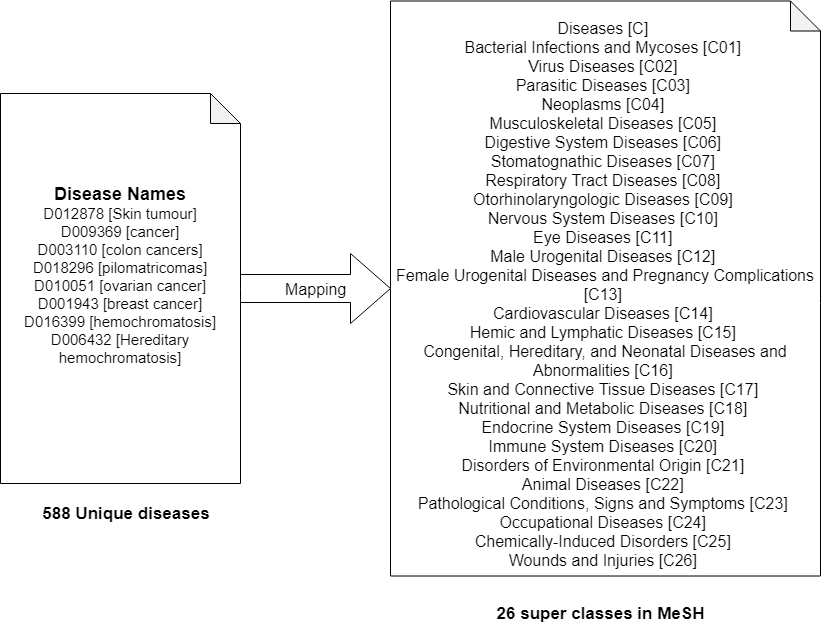 Disease Names
D012878 [Skin tumour]
D009369 [cancer]
D003110 [colon cancers]
D018296 [pilomatricomas]
D010051 [ovarian cancer]
D001943 [breast cancer]
D016399 [hemochromatosis]
D006432 [Hereditary
hemochromatosis]
588 Unique diseases
Mapping
Diseases [C]
Bacterial Infections and Mycoses [C01]
Virus Diseases [C02]
Parasitic Diseases [C03]
Neoplasms [C04]
Musculoskeletal Diseases [C05]
Digestive System Diseases [C06]
Stomatognathic Diseases [C07]
Respiratory Tract Diseases [C08]
Otorhinolaryngologic Diseases [C09]
Nervous System Diseases [C10]
Eye Diseases [C11]
Male Urogenital Diseases [C12]
Female Urogenital Diseases and Pregnancy Complications
[C13]
Cardiovascular Diseases [C14]
Hemic and Lymphatic Diseases [C15]
Congenital, Hereditary, and Neonatal Diseases and
Abnormalities [C16]
Skin and Connective Tissue Diseases [C17]
Nutritional and Metabolic Diseases [C18]
Endocrine System Diseases [C19]
Immune System Diseases [C20]
Disorders of Environmental Origin [C21]
Animal Diseases [C22]
Pathological Conditions, Signs and Symptoms [C23]
Occupational Diseases [C24]
Chemically-Induced Disorders [C25]
Wounds and Injuries [C26]
26 super classes in MeSH